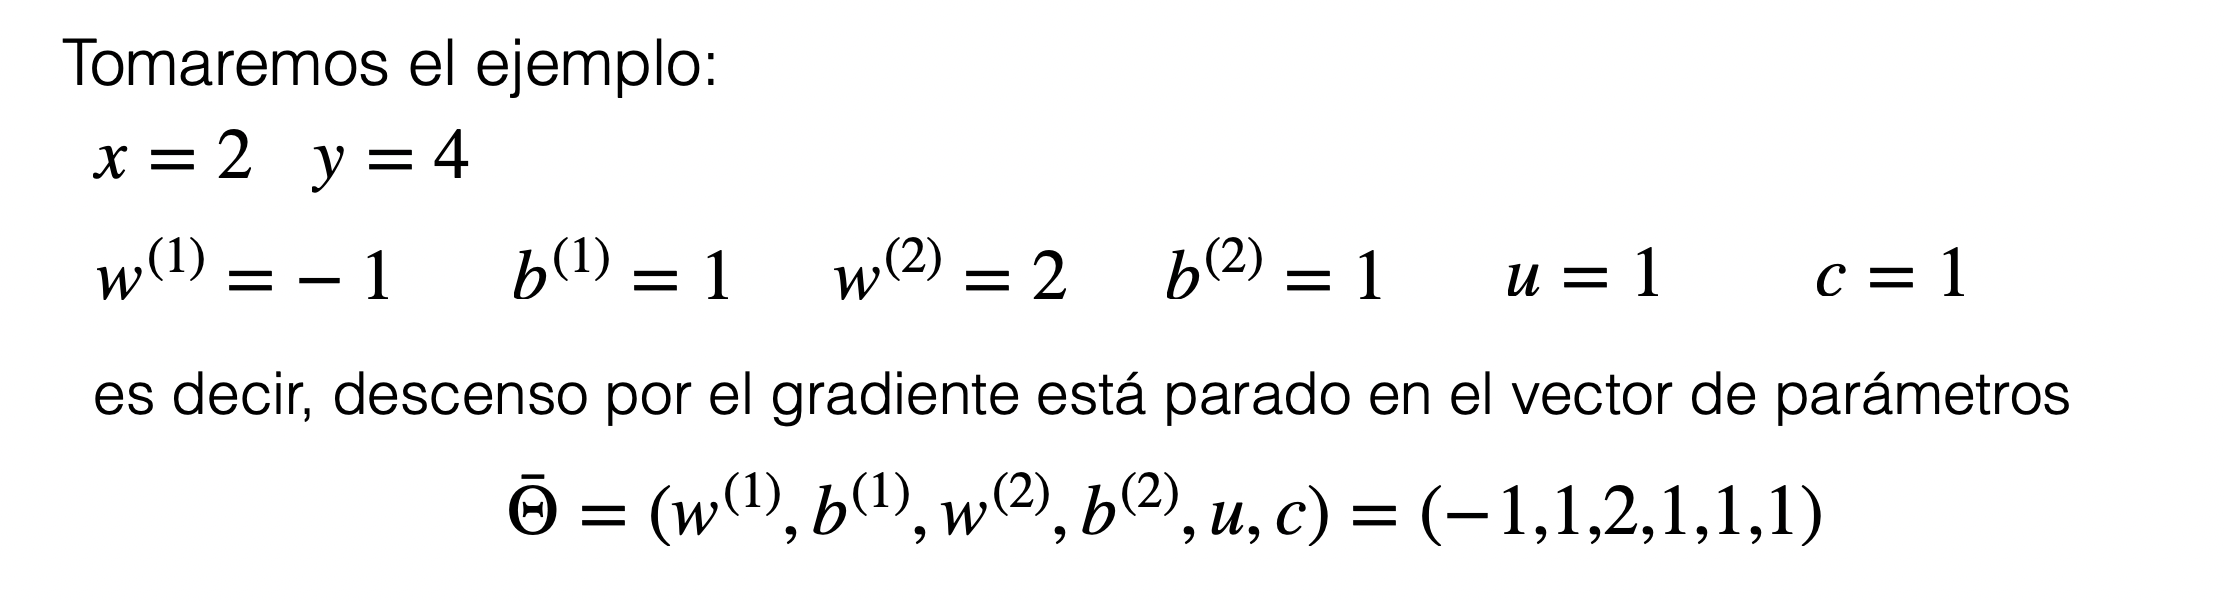 Tomaremos el ejemplo:
x = 2 y = 4
w⁽¹⁾ = − 1 b⁽¹⁾ = 1 w⁽²⁾ = 2 b⁽²⁾ = 1 u = 1 c = 1
es decir, descenso por el gradiente está parado en el vector de parámetros
Θ̄ = (w⁽¹⁾, b⁽¹⁾, w⁽²⁾, b⁽²⁾, u, c) = (−1,1,2,1,1,1)